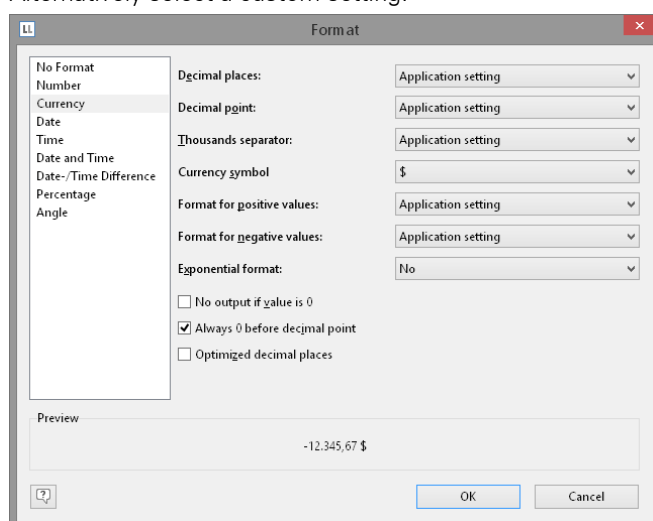 Alternatively select a custom setting.
LL
Format
No Format
Number
Currency
Date
Time
Date and Time
Date-/Time Difference
Percentage
Angle
Decimal places: Application setting
Decimal point: Application setting
Thousands separator: Application setting
Currency symbol $
Format for positive values: Application setting
Format for negative values: Application setting
Exponential format: No
No output if value is 0
Always 0 before decimal point
Optimized decimal places
Preview
-12.345,67 $
OK Cancel